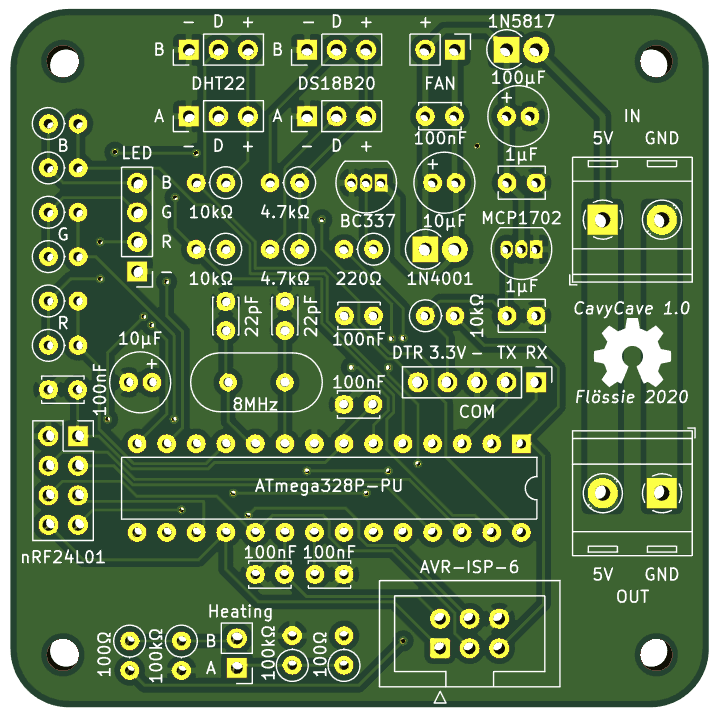 − D + − D + + 1N5817
B B
DHT22 DS18B20 FAN 100µF
+
A A IN
100nF 5V GND
− D + − D +
B LED 1µF
+
B
10kΩ 4.7kΩ BC337 10µF MCP1702
G G
R
−
10kΩ 4.7kΩ 220Ω 1N4001
1µF
R 22pF 22pF 10kΩ CavyCave 1.0
10µF 100nF
+ DTR 3.3V − TX RX
100nF 100nF
8MHz COM Flössie 2020
ATmega328P-PU
nRF24L01 100nF 100nF AVR-ISP-6
5V GND
OUT
Heating
100Ω 100kΩ B 100kΩ 100Ω
A